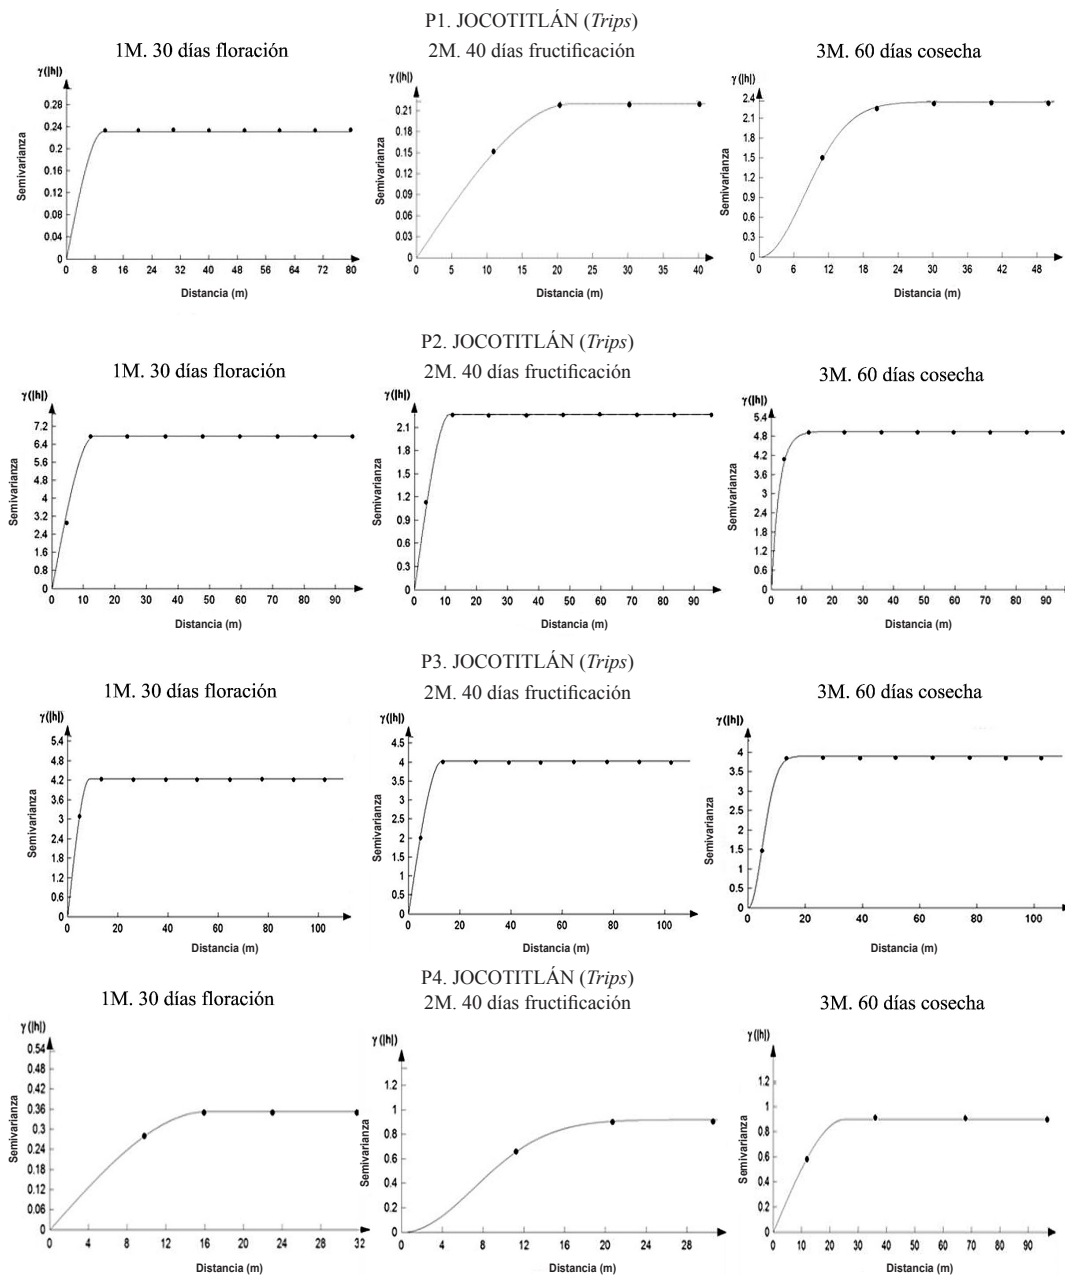 P1. JOCOTITLÁN (Trips)
1M. 30 días floración
2M. 40 días fructificación
3M. 60 días cosecha
γ(|h|)
0.28
0.24
0.2
0.16
0.12
0.08
0.04
0
Semivarianza
0 8 16 24 32 40 48 56 64 72 80
Distancia (m)
γ(|h|)
0.21
0.18
0.15
0.12
0.09
0.06
0.03
0
Semivarianza
0 5 10 15 20 25 30 35 40
Distancia (m)
γ(|h|)
2.4
2.1
1.8
1.5
1.2
0.9
0.6
0.3
0
Semivarianza
0 6 12 18 24 30 36 42 48
Distancia (m)
P2. JOCOTITLÁN (Trips)
1M. 30 días floración
2M. 40 días fructificación
3M. 60 días cosecha
γ(|h|)
7.2
6.4
5.6
4.8
4
3.2
2.4
1.6
0.8
0
Semivarianza
0 10 20 30 40 50 60 70 80 90
Distancia (m)
γ(|h|)
2.1
1.8
1.5
1.2
0.9
0.6
0.3
0
Semivarianza
0 10 20 30 40 50 60 70 80 90
Distancia (m)
γ(|h|)
5.4
4.8
4.2
3.6
3
2.4
1.8
1.2
0.6
0
Semivarianza
0 10 20 30 40 50 60 70 80 90
Distancia (m)
P3. JOCOTITLÁN (Trips)
1M. 30 días floración
2M. 40 días fructificación
3M. 60 días cosecha
γ(|h|)
5.4
4.8
4.2
3.6
3
2.4
1.8
1.2
0.6
0
Semivarianza
0 20 40 60 80 100
Distancia (m)
γ(|h|)
4.5
4
3.5
3
2.5
2
1.5
1
0.5
0
Semivarianza
0 20 40 60 80 100
Distancia (m)
γ(|h|)
4
3.5
3
2.5
2
1.5
1
0.5
0
Semivarianza
20 40 60 80 100
Distancia (m)
P4. JOCOTITLÁN (Trips)
1M. 30 días floración
2M. 40 días fructificación
3M. 60 días cosecha
γ(|h|)
0.54
0.48
0.42
0.36
0.3
0.24
0.18
0.12
0.06
0
Semivarianza
0 4 8 12 16 20 23 28 32
Distancia (m)
γ(|h|)
1.2
1
0.8
0.6
0.4
0.2
0
Semivarianza
0 4 8 12 16 20 24 28
Distancia (m)
γ(|h|)
1.2
1
0.8
0.6
0.4
0.2
0
Semivarianza
0 10 20 30 40 50 60 70 80 90
Distancia (m)